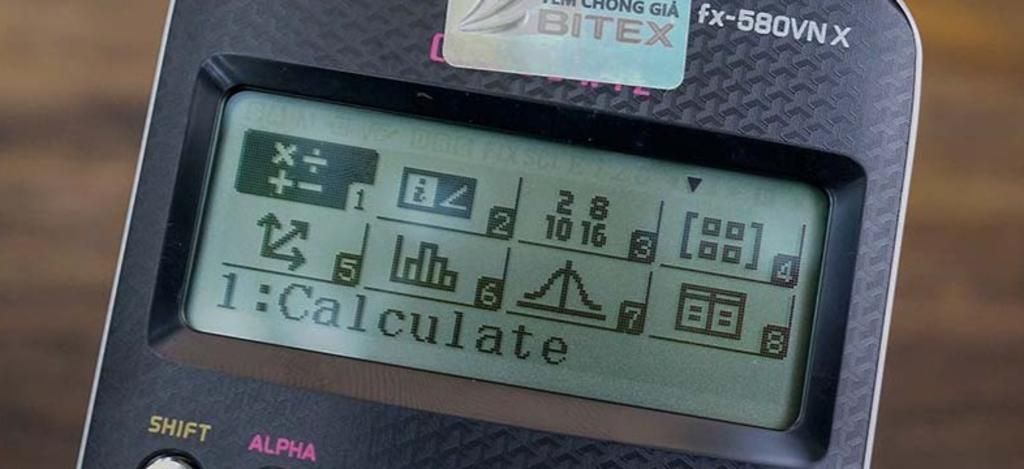 TEM CHỐNG GIẢ
BITEX
fx-580VN X
1
i 2
2 8
10 16 3
4
5
6
7
8
1:Calculate
SHIFT
ALPHA